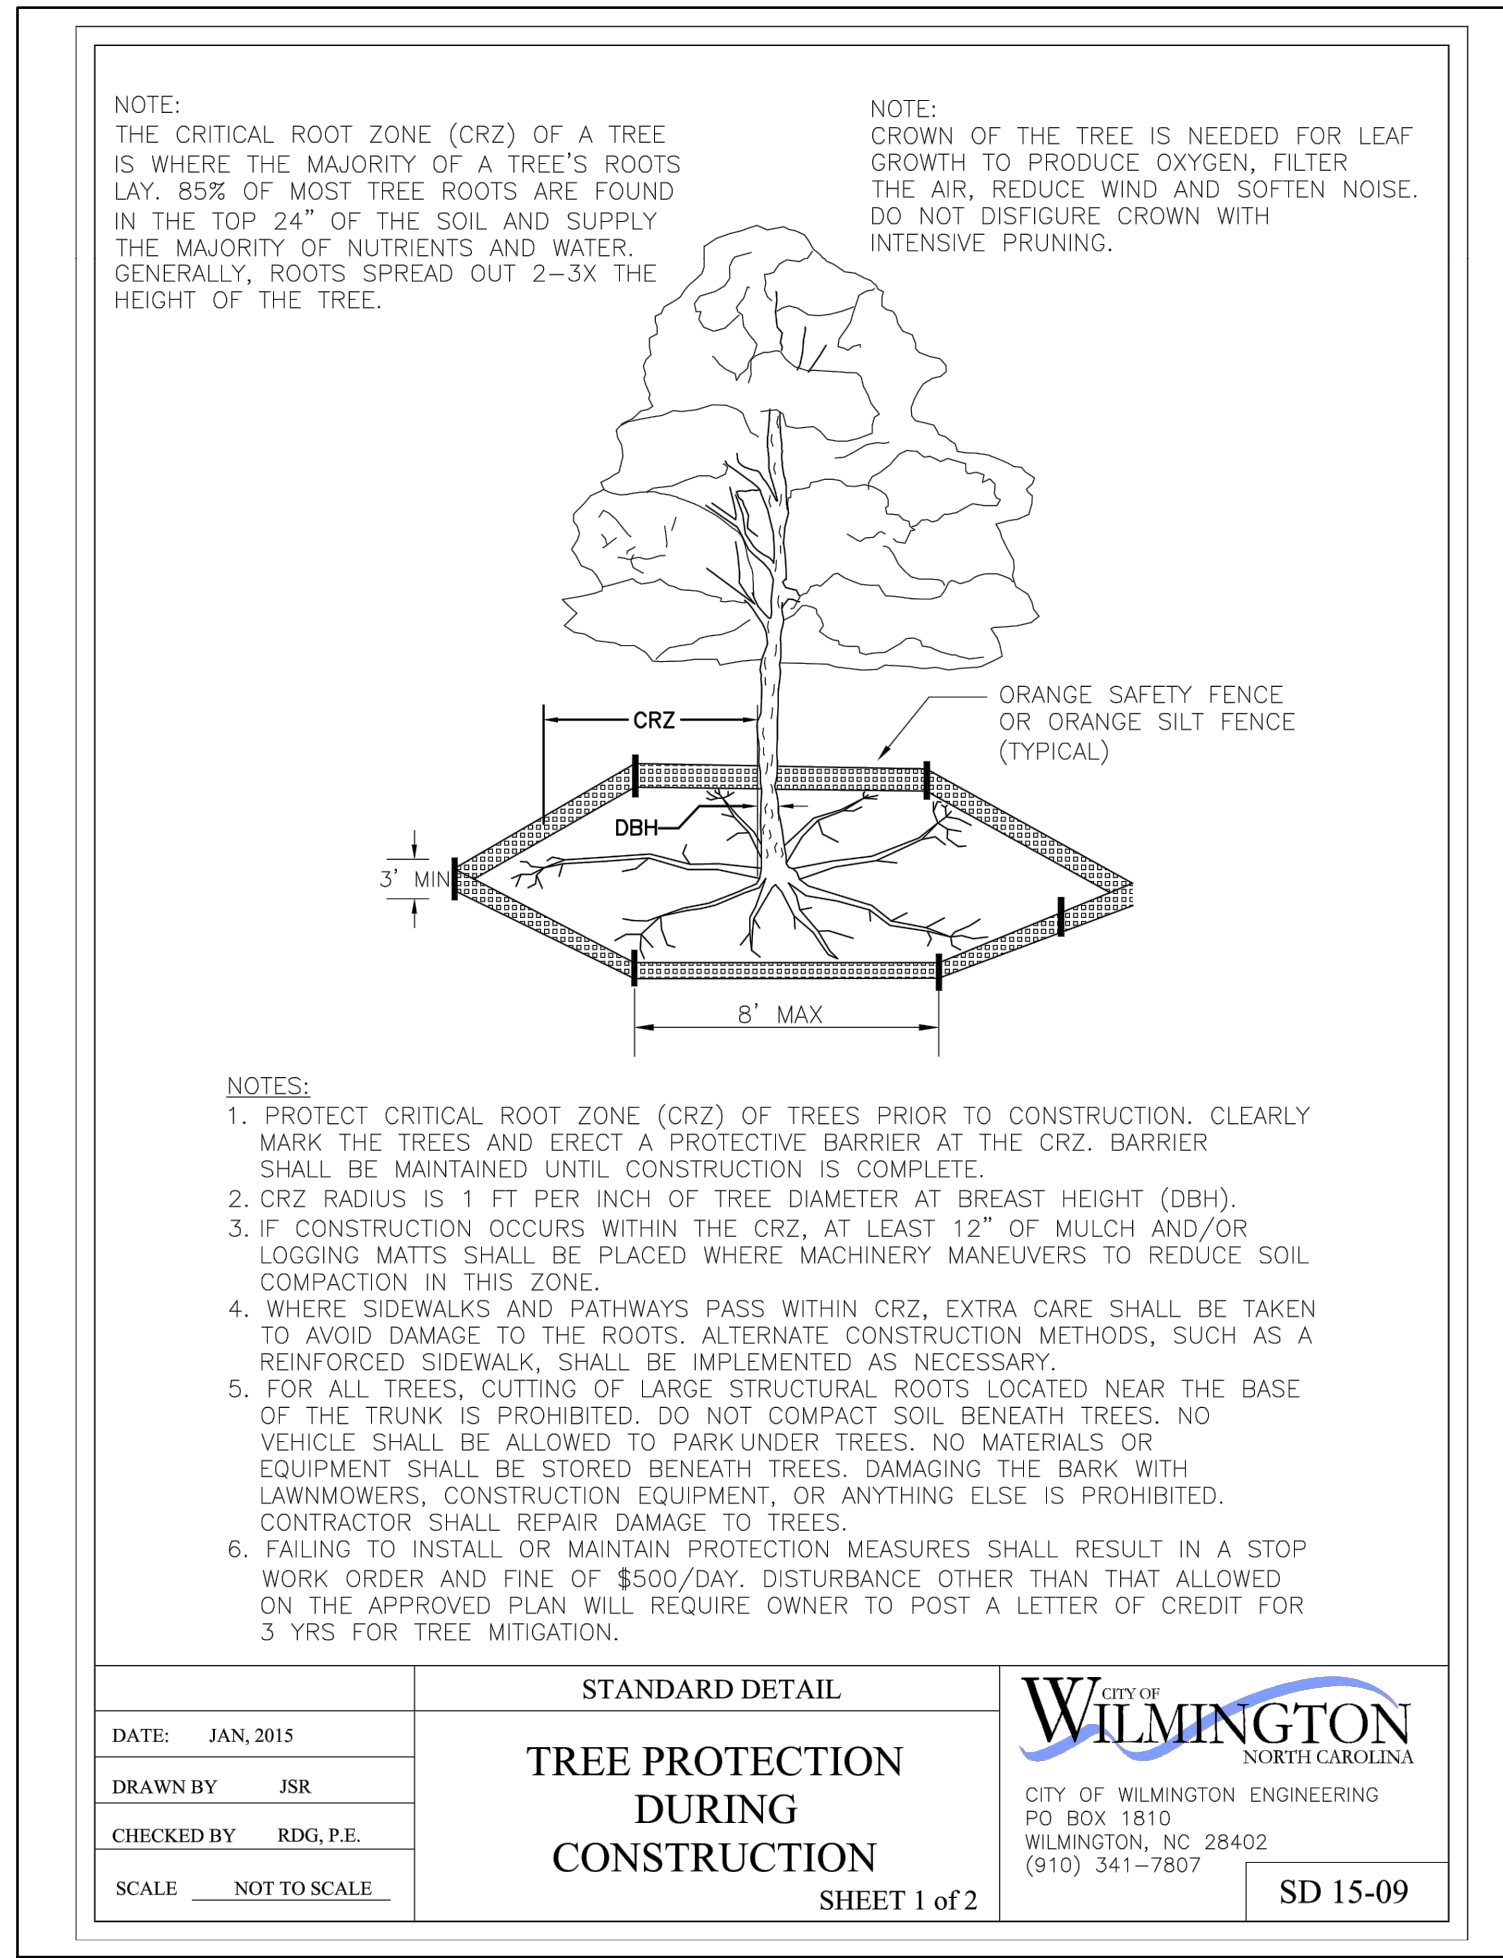 NOTE:
THE CRITICAL ROOT ZONE (CRZ) OF A TREE
IS WHERE THE MAJORITY OF A TREE'S ROOTS
LAY. 85% OF MOST TREE ROOTS ARE FOUND
IN THE TOP 24" OF THE SOIL AND SUPPLY
THE MAJORITY OF NUTRIENTS AND WATER.
GENERALLY, ROOTS SPREAD OUT 2-3X THE
HEIGHT OF THE TREE.
NOTE:
CROWN OF THE TREE IS NEEDED FOR LEAF
GROWTH TO PRODUCE OXYGEN, FILTER
THE AIR, REDUCE WIND AND SOFTEN NOISE.
DO NOT DISFIGURE CROWN WITH
INTENSIVE PRUNING.
ORANGE SAFETY FENCE
OR ORANGE SILT FENCE
(TYPICAL)
CRZ
DBH
3' MIN
8' MAX
NOTES:
1. PROTECT CRITICAL ROOT ZONE (CRZ) OF TREES PRIOR TO CONSTRUCTION. CLEARLY
MARK THE TREES AND ERECT A PROTECTIVE BARRIER AT THE CRZ. BARRIER
SHALL BE MAINTAINED UNTIL CONSTRUCTION IS COMPLETE.
2. CRZ RADIUS IS 1 FT PER INCH OF TREE DIAMETER AT BREAST HEIGHT (DBH).
3. IF CONSTRUCTION OCCURS WITHIN THE CRZ, AT LEAST 12" OF MULCH AND/OR
LOGGING MATTS SHALL BE PLACED WHERE MACHINERY MANEUVERS TO REDUCE SOIL
COMPACTION IN THIS ZONE.
4. WHERE SIDEWALKS AND PATHWAYS PASS WITHIN CRZ, EXTRA CARE SHALL BE TAKEN
TO AVOID DAMAGE TO THE ROOTS. ALTERNATE CONSTRUCTION METHODS, SUCH AS A
REINFORCED SIDEWALK, SHALL BE IMPLEMENTED AS NECESSARY.
5. FOR ALL TREES, CUTTING OF LARGE STRUCTURAL ROOTS LOCATED NEAR THE BASE
OF THE TRUNK IS PROHIBITED. DO NOT COMPACT SOIL BENEATH TREES. NO
VEHICLE SHALL BE ALLOWED TO PARK UNDER TREES. NO MATERIALS OR
EQUIPMENT SHALL BE STORED BENEATH TREES. DAMAGING THE BARK WITH
LAWNMOWERS, CONSTRUCTION EQUIPMENT, OR ANYTHING ELSE IS PROHIBITED.
CONTRACTOR SHALL REPAIR DAMAGE TO TREES.
6. FAILING TO INSTALL OR MAINTAIN PROTECTION MEASURES SHALL RESULT IN A STOP
WORK ORDER AND FINE OF $500/DAY. DISTURBANCE OTHER THAN THAT ALLOWED
ON THE APPROVED PLAN WILL REQUIRE OWNER TO POST A LETTER OF CREDIT FOR
3 YRS FOR TREE MITIGATION.
DATE: JAN, 2015
DRAWN BY JSR
CHECKED BY RDG, P.E.
SCALE NOT TO SCALE
STANDARD DETAIL
TREE PROTECTION
DURING
CONSTRUCTION
SHEET 1 of 2
CITY OF
WILMINGTON
NORTH CAROLINA
CITY OF WILMINGTON ENGINEERING
PO BOX 1810
WILMINGTON, NC 28402
(910) 341-7807
SD 15-09